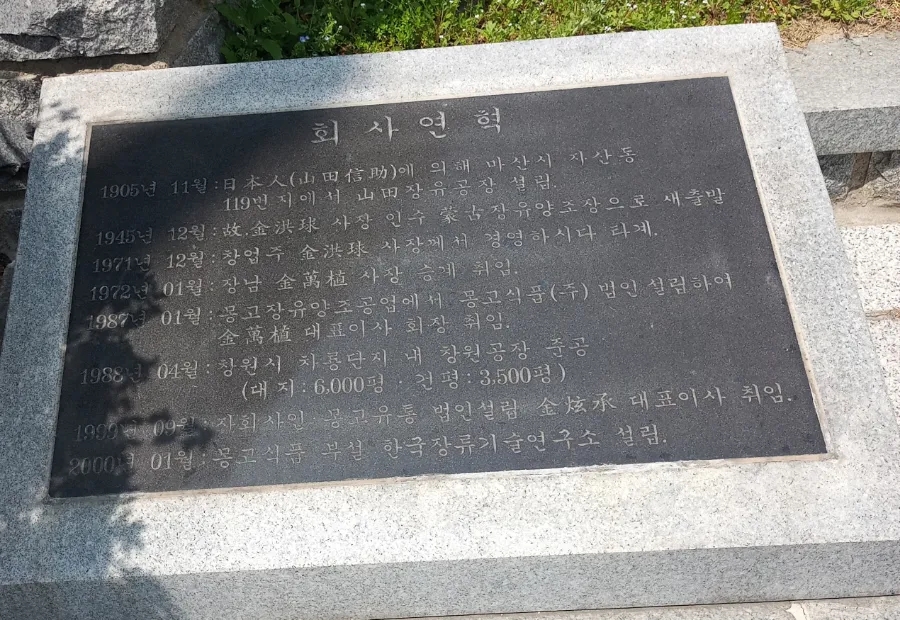 회 사 연 혁
1905년 11월 : 日本人(山田信助)에 의해 마산시 자산동
119번지에서 山田장유공장 설립.
1945년 12월 : 故.金洪球 사장 인수 蒙古장유양조장으로 새출발
1971년 12월 : 창업주 金洪球 사장께서 경영하시다 타계.
1972년 01월 : 장남 金萬植 사장 승계 취임.
1987년 01월 : 몽고장유양조공업에서 몽고식품(주) 법인 설립하여
金萬植 대표이사 회장 취임.
1988년 04월 : 창원시 차룡단지 내 창원공장 준공
(대 지 : 6,000평 · 건 평 : 3,500평)
1999년 09월 : 자회사인 몽고유통 법인설립 金炫承 대표이사 취임.
2000년 01월 : 몽고식품 부설 한국장류기술연구소 설립.